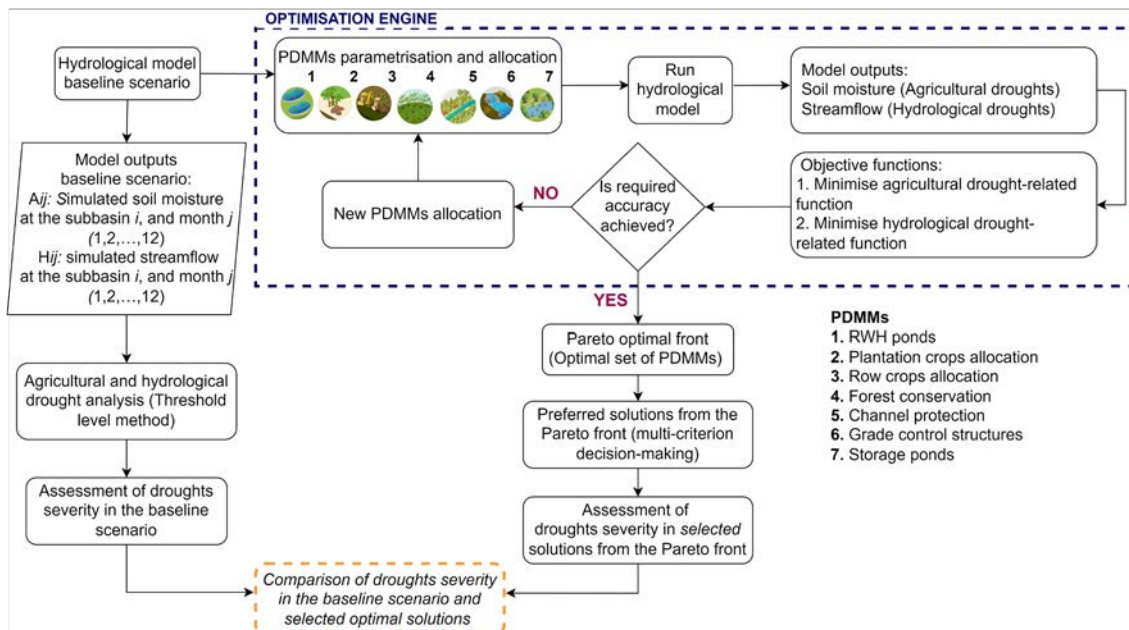 OPTIMISATION ENGINE
Hydrological model
baseline scenario
PDMMs parametrisation and allocation
1 2 3 4 5 6 7
Run
hydrological
model
Model outputs:
Soil moisture (Agricultural droughts)
Streamflow (Hydrological droughts)
Model outputs
baseline scenario:
Aij: Simulated soil moisture
at the subbasin i, and month j
(1,2,…,12)
Hij: simulated streamflow
at the subbasin i, and month j
(1,2,…,12)
New PDMMs allocation
NO
Is required
accuracy
achieved?
Objective functions:
1. Minimise agricultural drought-related
function
2. Minimise hydrological drought-
related function
YES
Pareto optimal front
(Optimal set of PDMMs)
Agricultural and hydrological
drought analysis (Threshold
level method)
Preferred solutions from the
Pareto front (multi-criterion
decision-making)
Assessment of droughts
severity in the baseline
scenario
Assessment of
droughts severity in selected
solutions from the Pareto front
Comparison of droughts severity
in the baseline scenario and
selected optimal solutions
PDMMs
1. RWH ponds
2. Plantation crops allocation
3. Row crops allocation
4. Forest conservation
5. Channel protection
6. Grade control structures
7. Storage ponds